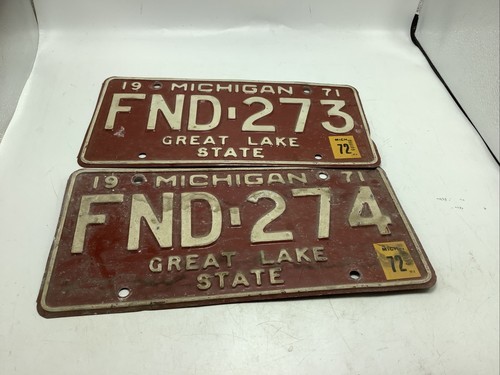 19 MICHIGAN 71
FND-273
GREAT LAKE
STATE
72
19 MICHIGAN 71
FND-274
GREAT LAKE
STATE
72